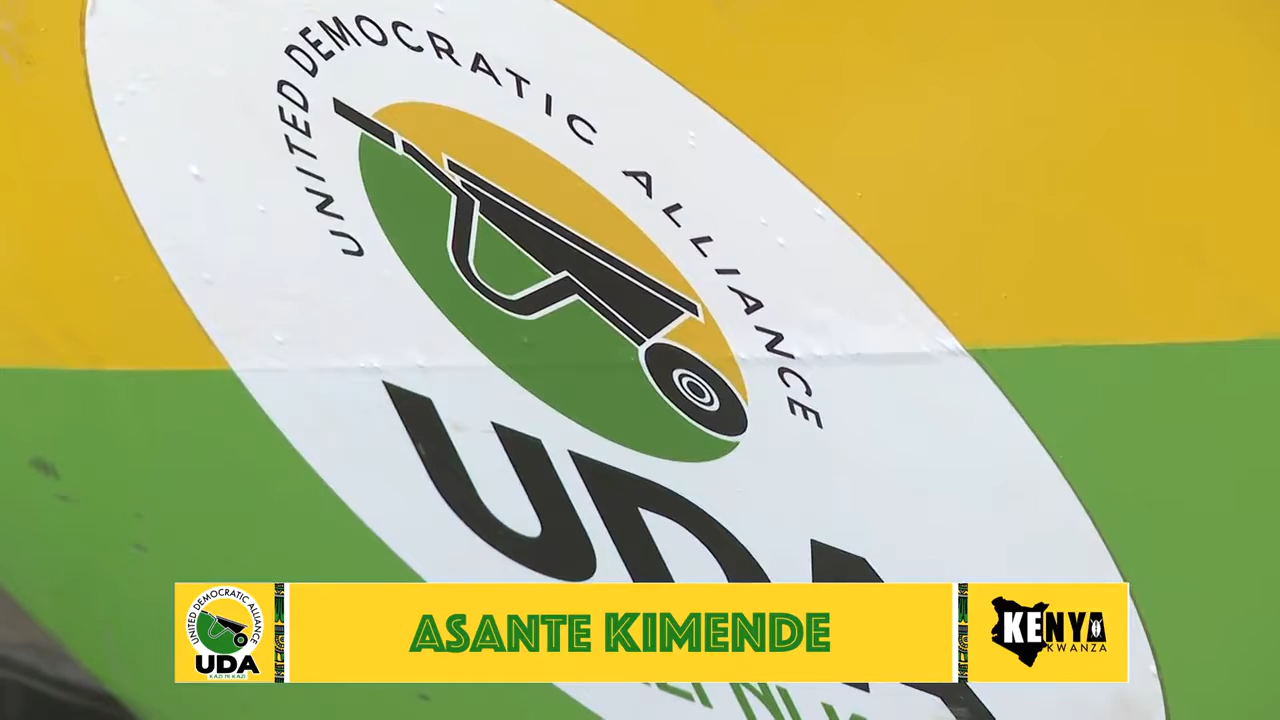 UNITED DEMOCRATIC ALLIANCE
UDA
UNITED DEMOCRATIC ALLIANCE
UDA
KAZI NI KAZI
ASANTE KIMENDE
KENYA
KWANZA